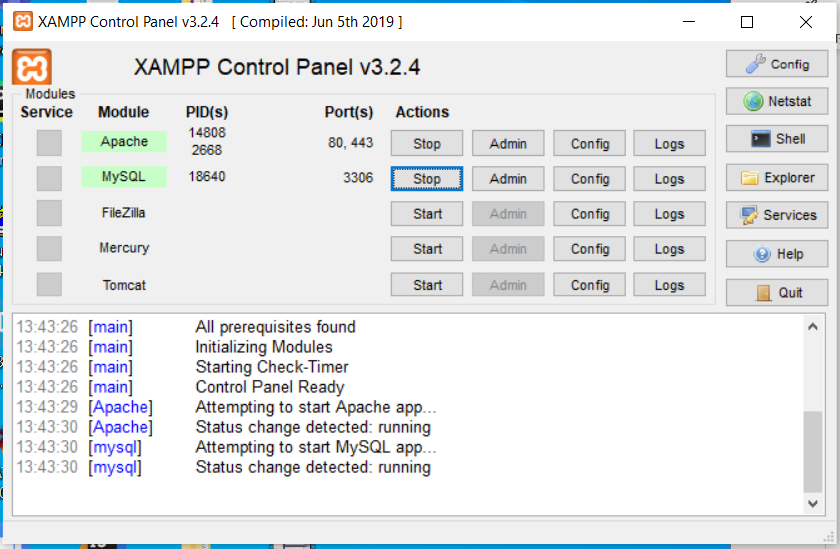 XAMPP Control Panel v3.2.4 [ Compiled: Jun 5th 2019 ]
XAMPP Control Panel v3.2.4
Config
Modules
Service Module PID(s) Port(s) Actions
Netstat
Apache 14808 2668 80, 443 Stop Admin Config Logs
Shell
MySQL 18640 3306 Stop Admin Config Logs
Explorer
FileZilla Start Admin Config Logs
Services
Mercury Start Admin Config Logs
Help
Tomcat Start Admin Config Logs
Quit
13:43:26 [main] All prerequisites found
13:43:26 [main] Initializing Modules
13:43:26 [main] Starting Check-Timer
13:43:26 [main] Control Panel Ready
13:43:29 [Apache] Attempting to start Apache app...
13:43:30 [Apache] Status change detected: running
13:43:30 [mysql] Attempting to start MySQL app...
13:43:30 [mysql] Status change detected: running